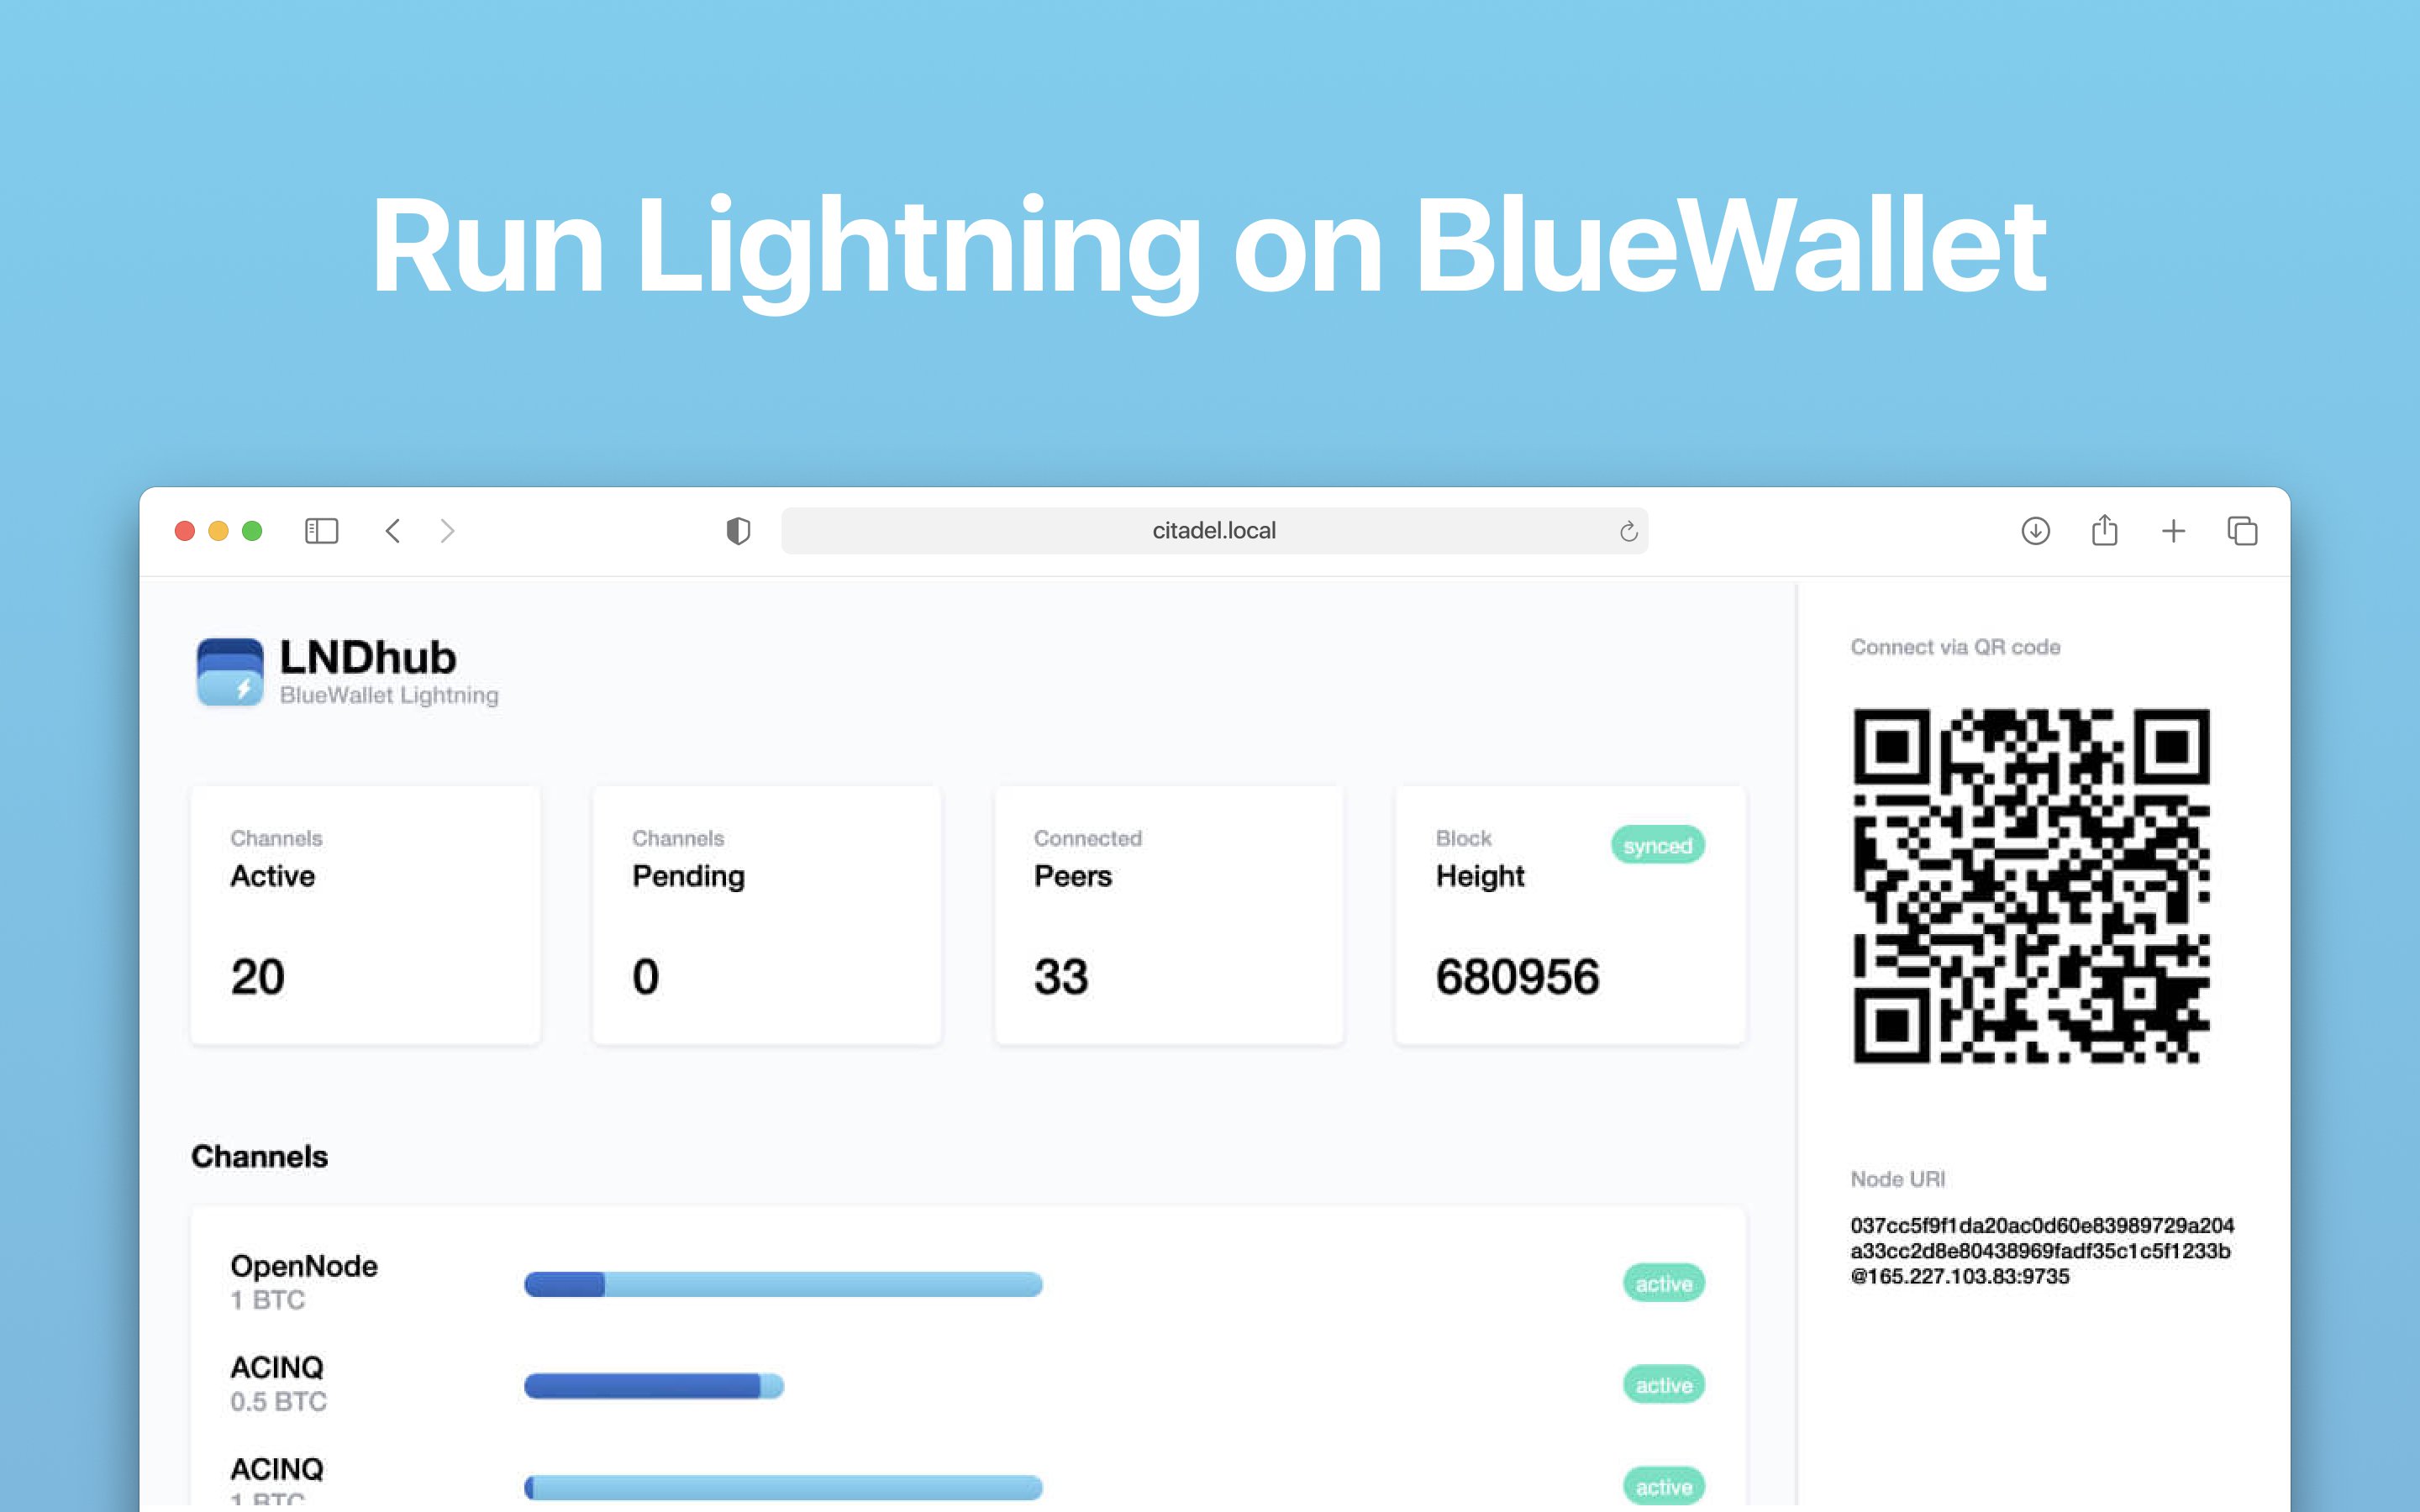 Run Lightning on BlueWallet
citadel.local
LNDhub
BlueWallet Lightning
Channels
Active
20
Channels
Pending
0
Connected
Peers
33
Block
Height
synced
680956
Channels
OpenNode
1 BTC
active
ACINQ
0.5 BTC
active
ACINQ
1 BTC
active
Connect via QR code
Node URI
037cc5f9f1da20ac0d60e83989729a204
a33cc2d8e80438969fadf35c1c5f1233b
@165.227.103.83:9735